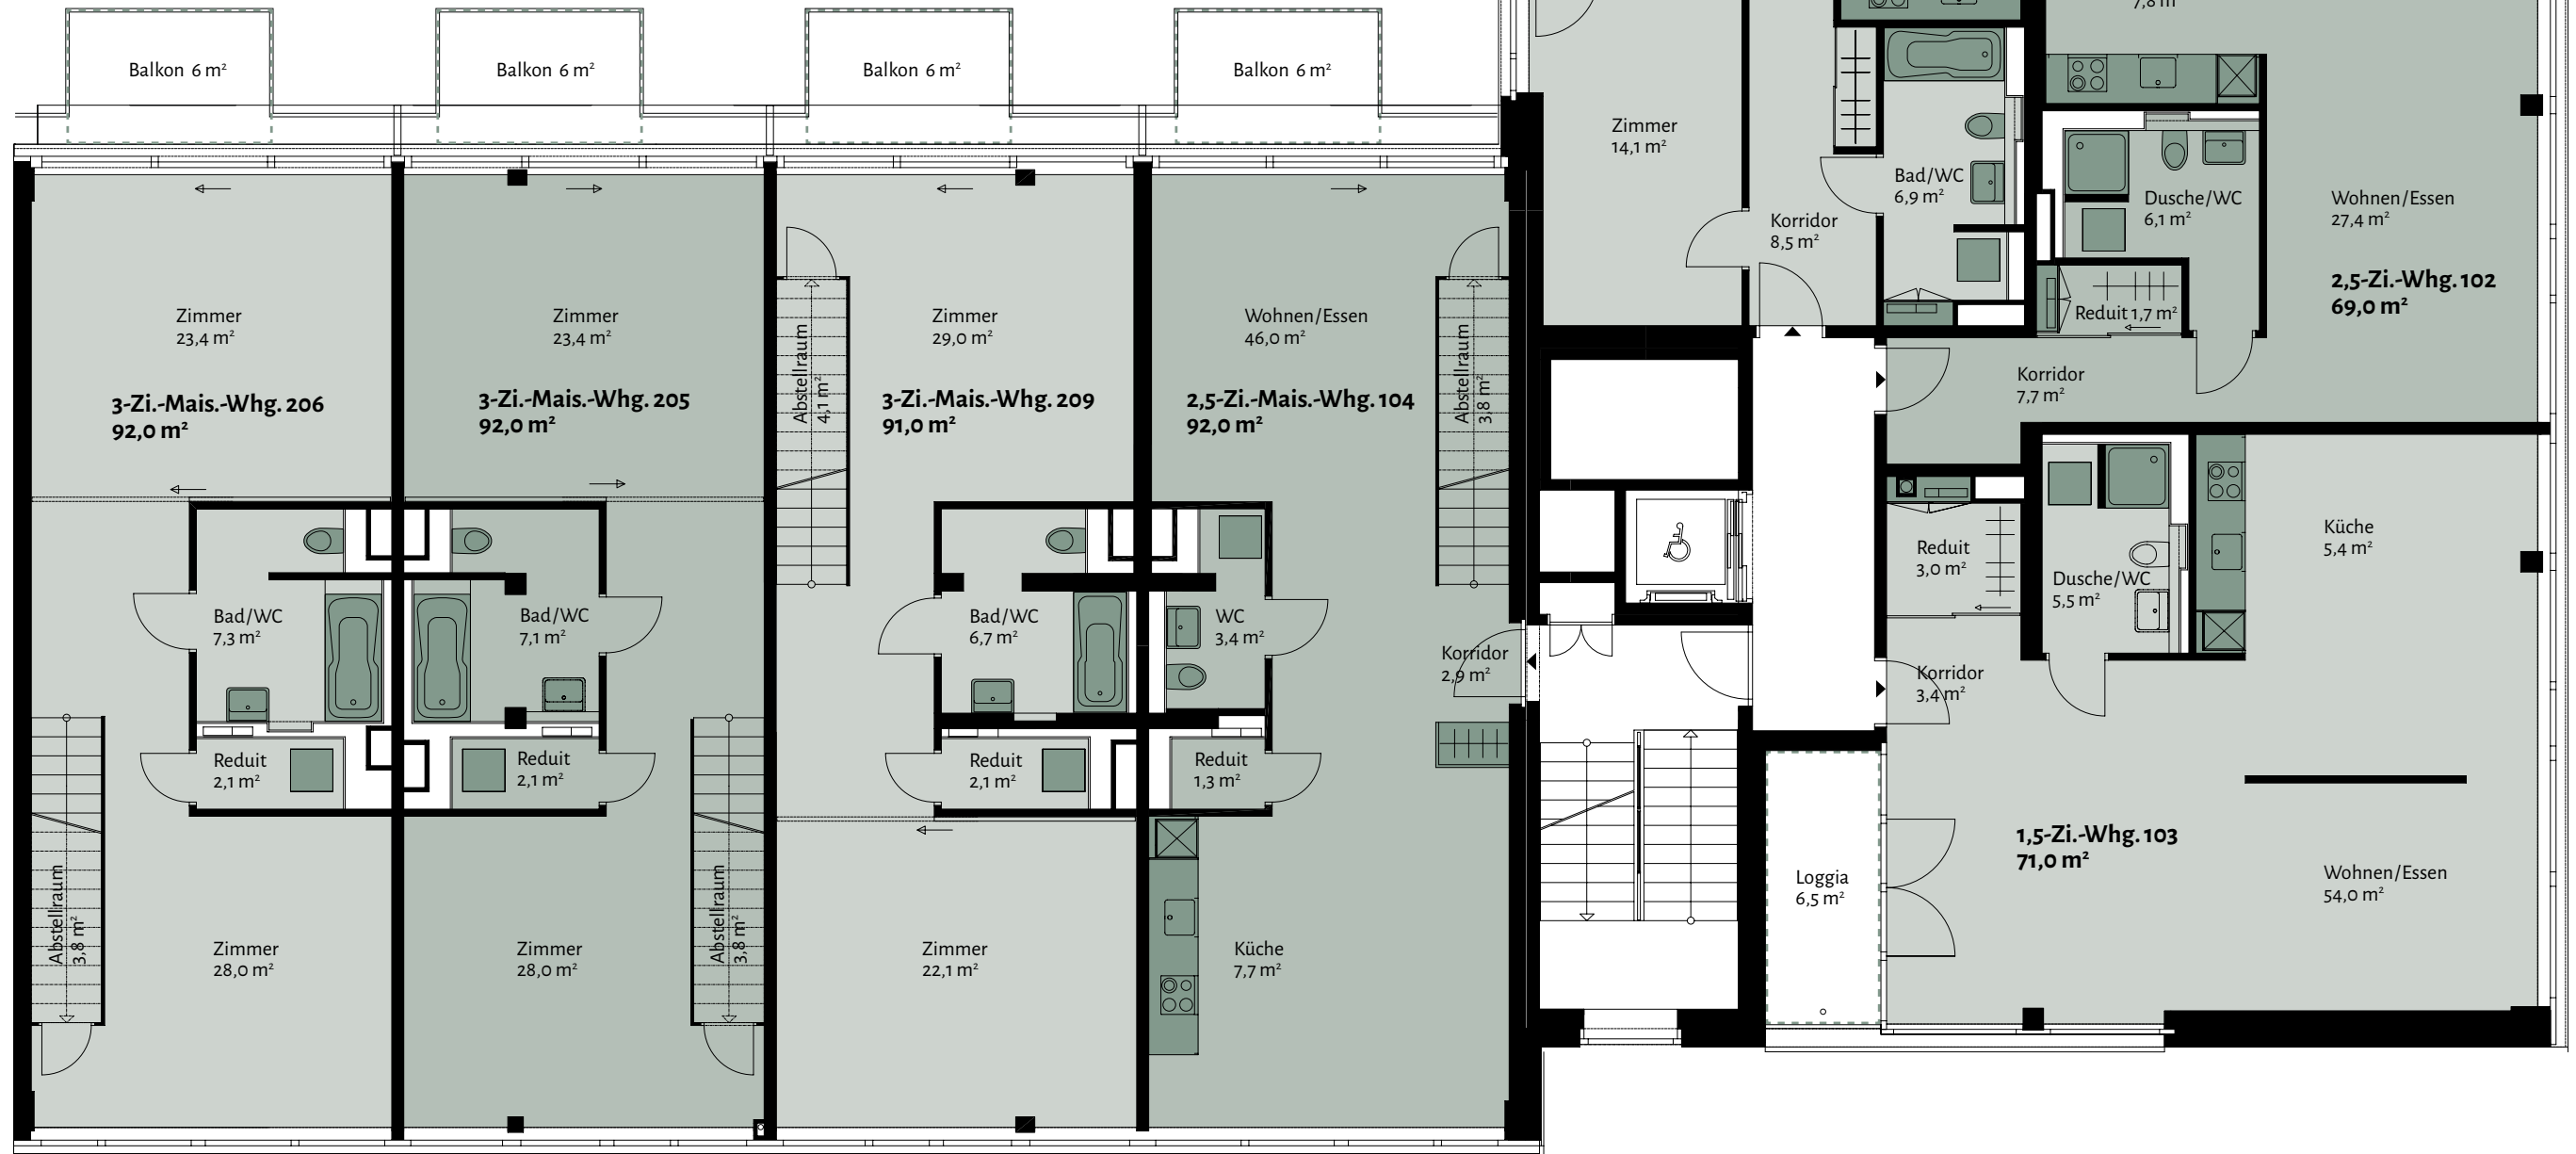 Balkon 6 m²
Balkon 6 m²
Balkon 6 m²
Balkon 6 m²
Zimmer
23,4 m²
3-Zi.-Mais.-Whg. 206
92,0 m²
Bad/WC
7,3 m²
Reduit
2,1 m²
Abstellraum
3,8 m²
Zimmer
28,0 m²
Zimmer
23,4 m²
3-Zi.-Mais.-Whg. 205
92,0 m²
Bad/WC
7,1 m²
Reduit
2,1 m²
Zimmer
28,0 m²
Abstellraum
3,8 m²
Abstellraum
4,1 m²
Zimmer
29,0 m²
3-Zi.-Mais.-Whg. 209
91,0 m²
Bad/WC
6,7 m²
Reduit
2,1 m²
Zimmer
22,1 m²
Wohnen/Essen
46,0 m²
2,5-Zi.-Mais.-Whg. 104
92,0 m²
Abstellraum
3,8 m²
WC
3,4 m²
Korridor
2,9 m²
Reduit
1,3 m²
Küche
7,7 m²
Zimmer
14,1 m²
Korridor
8,5 m²
Bad/WC
6,9 m²
7,8 m²
Dusche/WC
6,1 m²
Wohnen/Essen
27,4 m²
2,5-Zi.-Whg. 102
69,0 m²
Reduit 1,7 m²
Korridor
7,7 m²
Reduit
3,0 m²
Dusche/WC
5,5 m²
Küche
5,4 m²
Korridor
3,4 m²
1,5-Zi.-Whg. 103
71,0 m²
Loggia
6,5 m²
Wohnen/Essen
54,0 m²